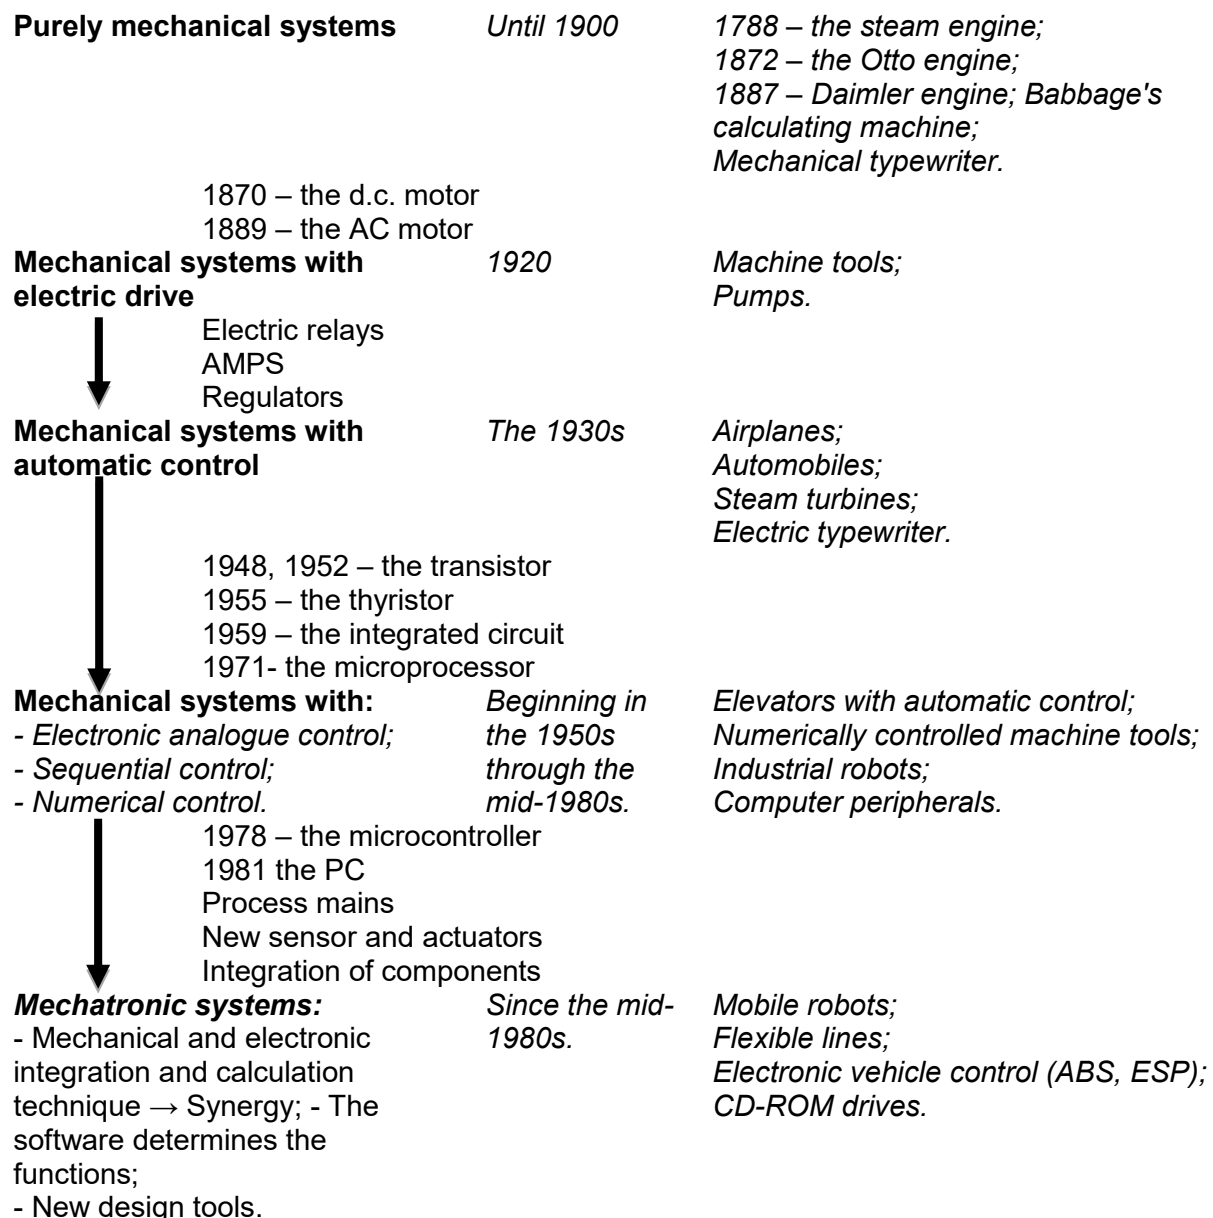 Purely mechanical systems Until 1900 1788 – the steam engine;
1872 – the Otto engine;
1887 – Daimler engine; Babbage's
calculating machine;
Mechanical typewriter.
1870 – the d.c. motor
1889 – the AC motor
Mechanical systems with 1920 Machine tools;
electric drive Pumps.
Electric relays
AMPS
Regulators
Mechanical systems with The 1930s Airplanes;
automatic control Automobiles;
Steam turbines;
Electric typewriter.
1948, 1952 – the transistor
1955 – the thyristor
1959 – the integrated circuit
1971- the microprocessor
Mechanical systems with: Beginning in Elevators with automatic control;
- Electronic analogue control; the 1950s Numerically controlled machine tools;
- Sequential control; through the Industrial robots;
- Numerical control. mid-1980s. Computer peripherals.
1978 – the microcontroller
1981 the PC
Process mains
New sensor and actuators
Integration of components
Mechatronic systems: Since the mid- Mobile robots;
- Mechanical and electronic 1980s. Flexible lines;
integration and calculation Electronic vehicle control (ABS, ESP);
technique → Synergy; - The CD-ROM drives.
software determines the
functions;
- New design tools.